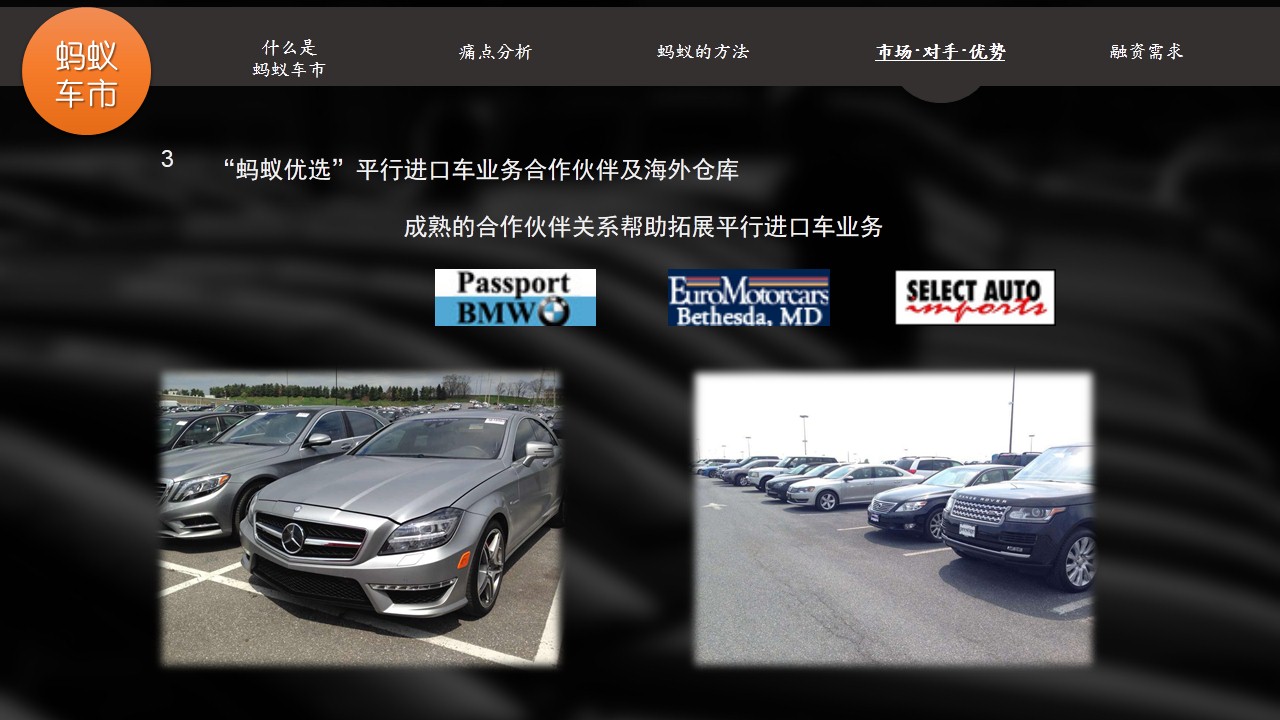 蚂蚁
车市
什么是
蚂蚁车市
痛点分析
蚂蚁的方法
市场·对手·优势
融资需求
3
“蚂蚁优选”平行进口车业务合作伙伴及海外仓库
成熟的合作伙伴关系帮助拓展平行进口车业务
Passport
BMW
EuroMotorcars
Bethesda, MD
SELECT AUTO
imports